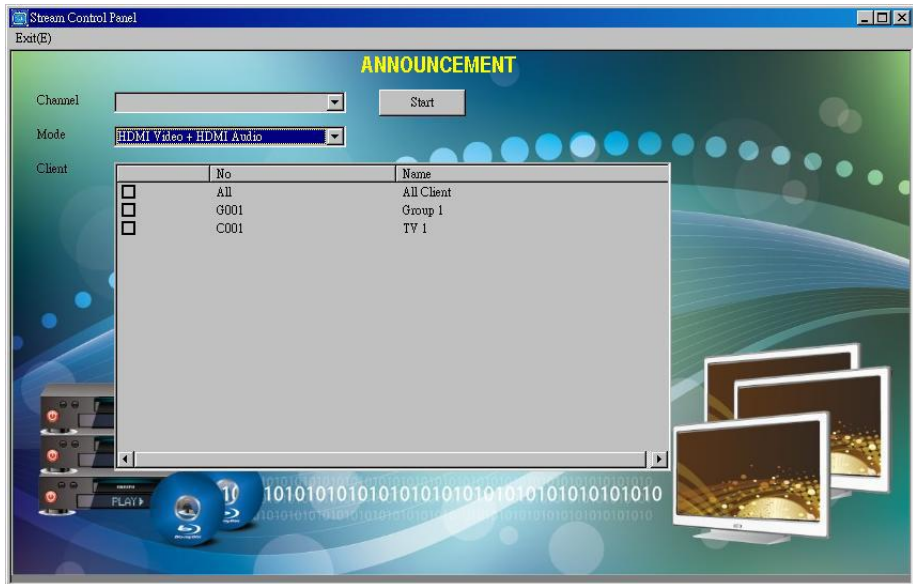 Stream Control Panel
Exit(E)
ANNOUNCEMENT
Channel
Start
Mode
HDMI Video + HDMI Audio
Client
No Name
All All Client
G001 Group 1
C001 TV 1
PLAY
10 1010101010101010101010101010101010101010